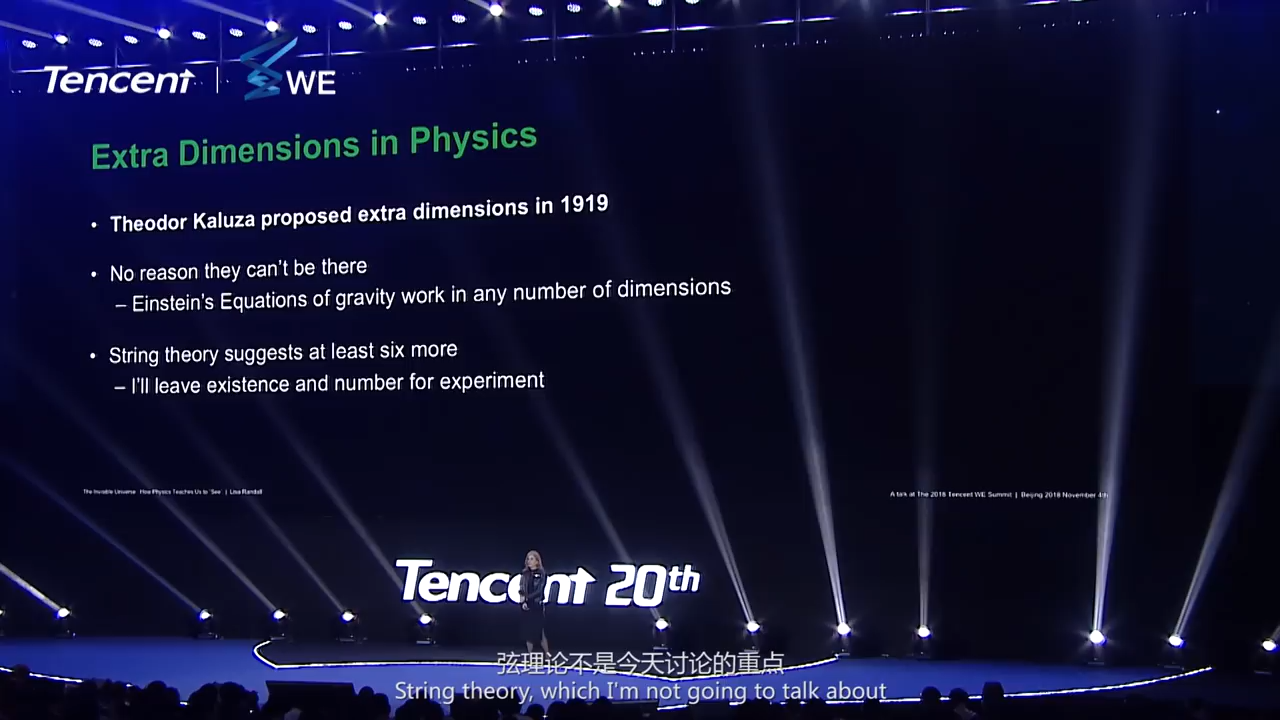 Tencent | WE
Extra Dimensions in Physics
• Theodor Kaluza proposed extra dimensions in 1919
• No reason they can't be there
– Einstein's Equations of gravity work in any number of dimensions
• String theory suggests at least six more
– I'll leave existence and number for experiment
The Invisible Universe: How Physics Teaches Us to 'See' | Lisa Randall
A talk at The 2018 Tencent WE Summit | Beijing 2018 November 4th
Tencent 20th
弦理论不是今天讨论的重点
String theory, which I'm not going to talk about